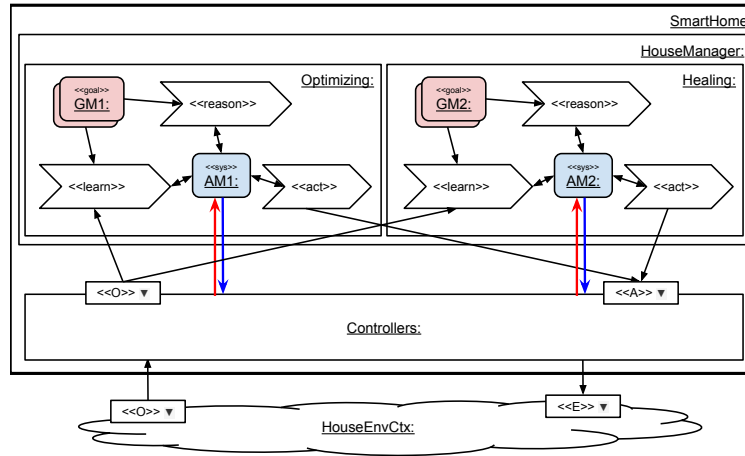 SmartHome
HouseManager:
Optimizing:
<<goal>>
GM1:
<<reason>>
<<learn>>
<<sys>>
AM1:
<<act>>
Healing:
<<goal>>
GM2:
<<reason>>
<<learn>>
<<sys>>
AM2:
<<act>>
<<O>> ▼
<<A>> ▼
Controllers:
<<O>> ▼
<<E>> ▼
HouseEnvCtx: